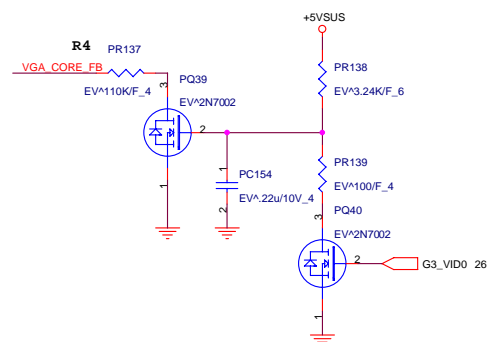 +5VSUS
R4
PR137
VGA_CORE_FB
EV^110K/F_4
3
PQ39
EV^2N7002
2
1
PR138
EV^3.24K/F_6
1
PC154
EV^.22u/10V_4
2
PR139
EV^100/F_4
3
PQ40
EV^2N7002
2
G3_VID0 26
1